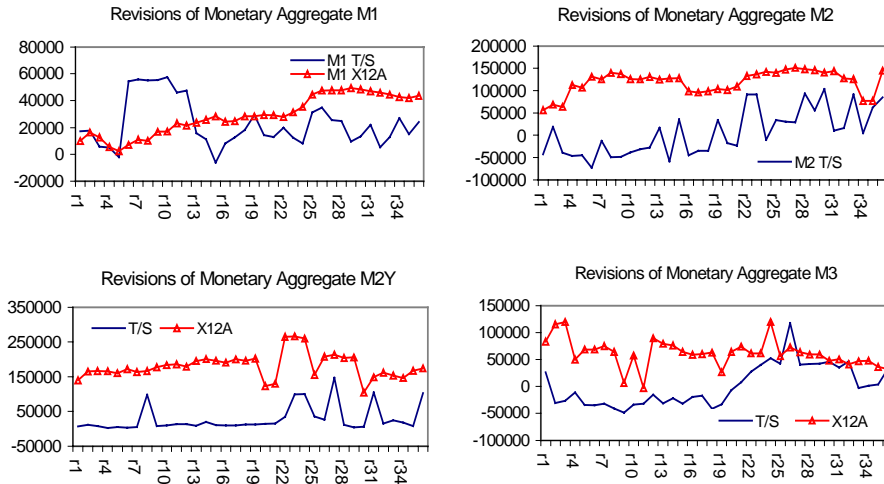 Revisions of Monetary Aggregate M1
80000
60000
40000
20000
0
-20000
M1 T/S
M1 X12A
r1
r4
r7
r10
r13
r16
r19
r22
r25
r28
r31
r34
Revisions of Monetary Aggregate M2
200000
150000
100000
50000
0
-50000
-100000
M2 T/S
r1
r4
r7
r10
r13
r16
r19
r22
r25
r28
r31
r34
Revisions of Monetary Aggregate M2Y
350000
250000
150000
50000
-50000
T/S
X12A
r1
r4
r7
r10
r13
r16
r19
r22
r25
r28
r31
r34
Revisions of Monetary Aggregate M3
150000
100000
50000
0
-50000
-100000
T/S
X12A
r1
r4
r7
r10
r13
r16
r19
r22
r25
r28
r31
r34